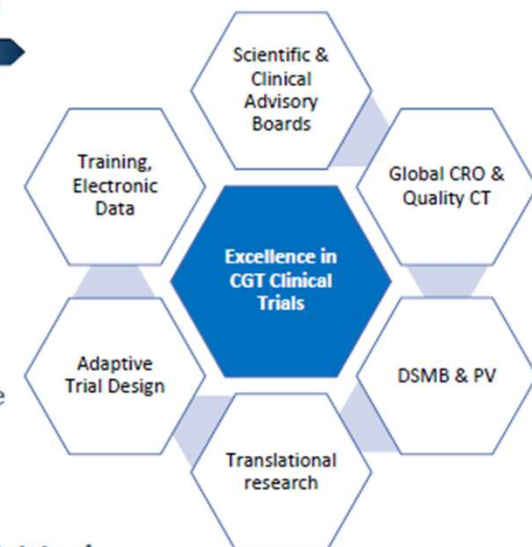 Scientific &
Clinical
Advisory
Boards
Training,
Electronic
Data
Global CRO &
Quality CT
Excellence in
CGT Clinical
Trials
Adaptive
Trial Design
DSMB & PV
Translational
research